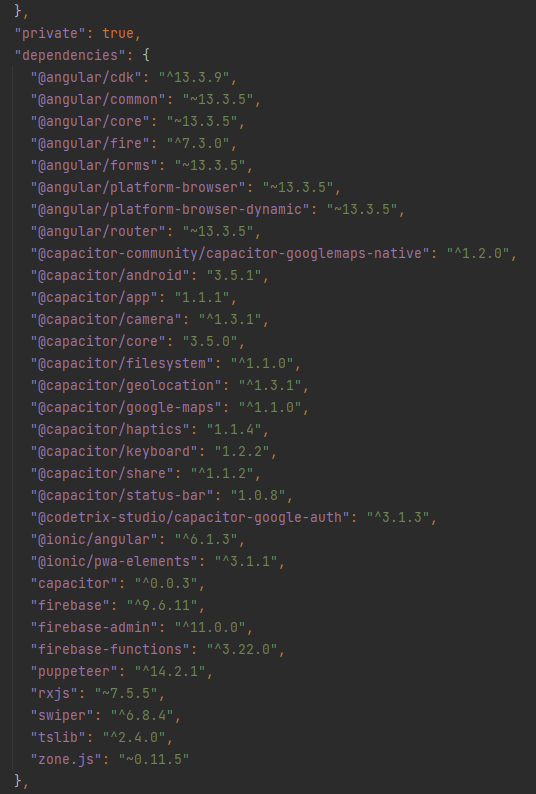 },
"private": true,
"dependencies": {
"@angular/cdk": "^13.3.9",
"@angular/common": "~13.3.5",
"@angular/core": "~13.3.5",
"@angular/fire": "^7.3.0",
"@angular/forms": "~13.3.5",
"@angular/platform-browser": "~13.3.5",
"@angular/platform-browser-dynamic": "~13.3.5",
"@angular/router": "~13.3.5",
"@capacitor-community/capacitor-googlemaps-native": "^1.2.0",
"@capacitor/android": "3.5.1",
"@capacitor/app": "1.1.1",
"@capacitor/camera": "^1.3.1",
"@capacitor/core": "3.5.0",
"@capacitor/filesystem": "^1.1.0",
"@capacitor/geolocation": "^1.3.1",
"@capacitor/google-maps": "^1.1.0",
"@capacitor/haptics": "1.1.4",
"@capacitor/keyboard": "1.2.2",
"@capacitor/share": "^1.1.2",
"@capacitor/status-bar": "1.0.8",
"@codetrix-studio/capacitor-google-auth": "^3.1.3",
"@ionic/angular": "^6.1.3",
"@ionic/pwa-elements": "^3.1.1",
"capacitor": "^0.0.3",
"firebase": "^9.6.11",
"firebase-admin": "^11.0.0",
"firebase-functions": "^3.22.0",
"puppeteer": "^14.2.1",
"rxjs": "~7.5.5",
"swiper": "^6.8.4",
"tslib": "^2.4.0",
"zone.js": "~0.11.5"
},